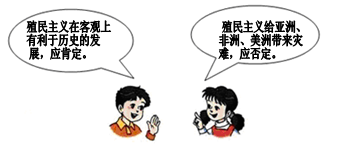 殖民主义在客观上
有利于历史的发
展，应肯定。
殖民主义给亚洲、
非洲、美洲带来灾
难，应否定。